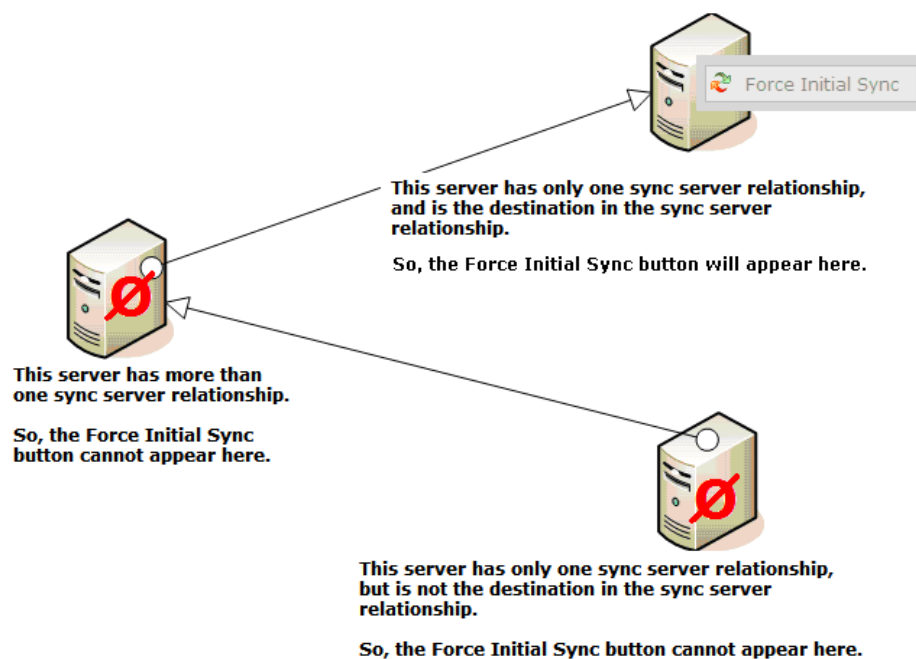 Force Initial Sync
This server has only one sync server relationship,
and is the destination in the sync server
relationship.
So, the Force Initial Sync button will appear here.
Ø
This server has more than
one sync server relationship.
So, the Force Initial Sync
button cannot appear here.
Ø
This server has only one sync server relationship,
but is not the destination in the sync server
relationship.
So, the Force Initial Sync button cannot appear here.